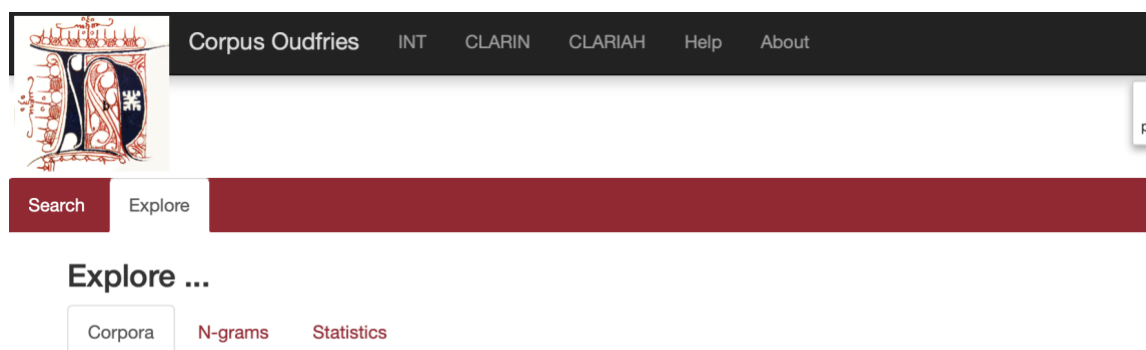 Corpus Oudfries INT CLARIN CLARIAH Help About
p
Search Explore
Explore ...
Corpora N-grams Statistics